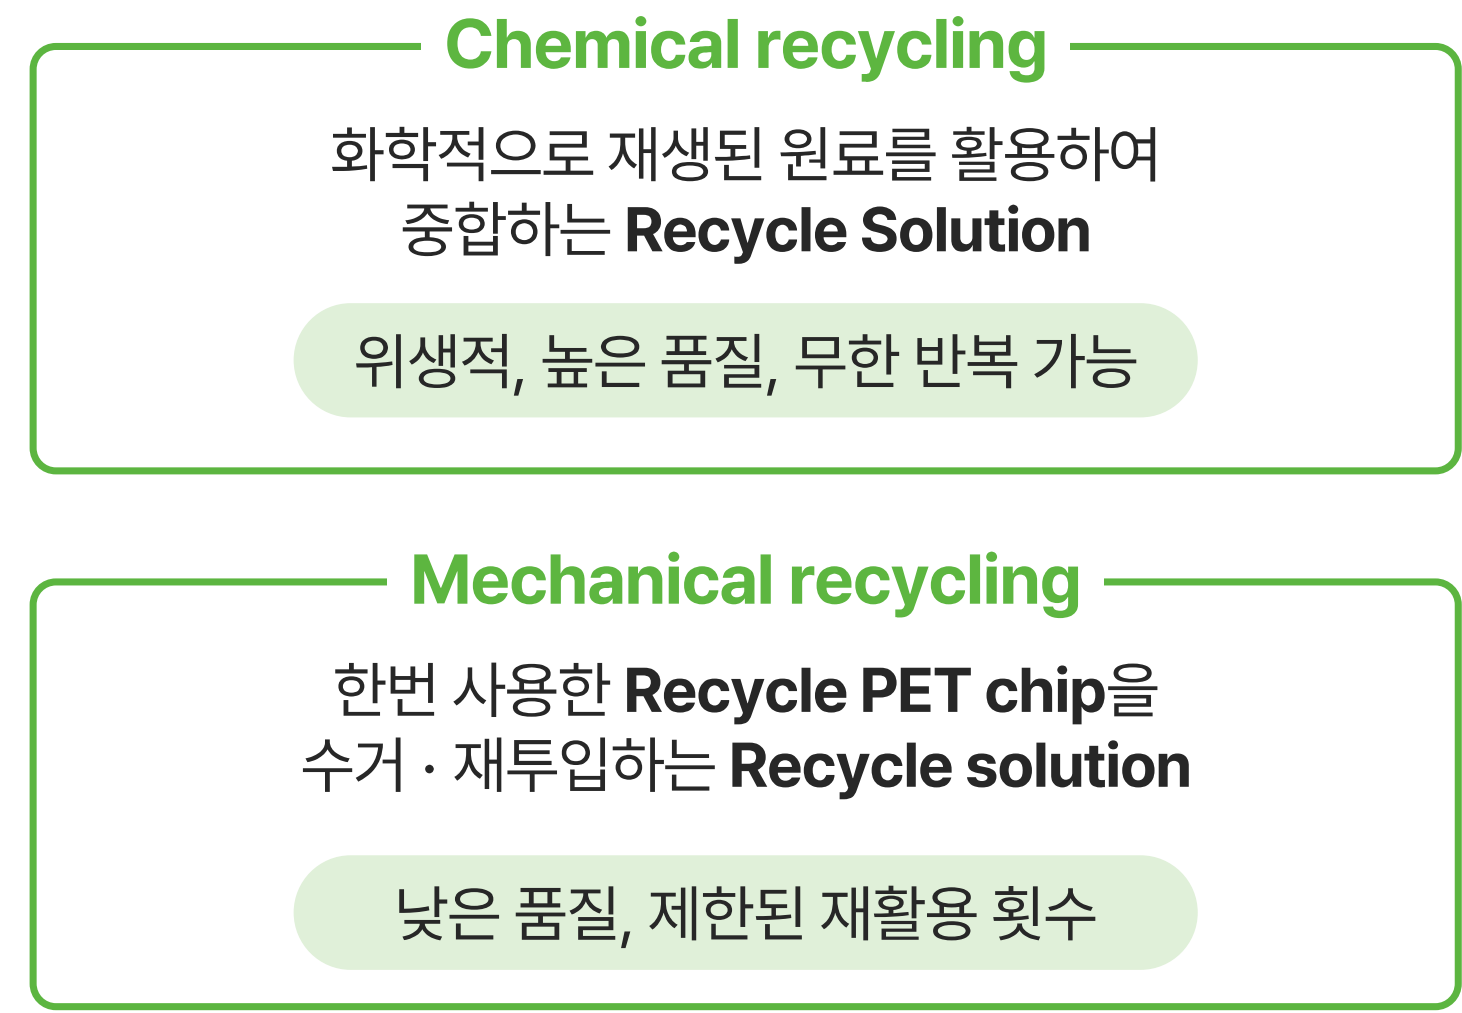 Chemical recycling
화학적으로 재생된 원료를 활용하여
중합하는 Recycle Solution
위생적, 높은 품질, 무한 반복 가능
Mechanical recycling
한번 사용한 Recycle PET chip을
수거 · 재투입하는 Recycle solution
낮은 품질, 제한된 재활용 횟수